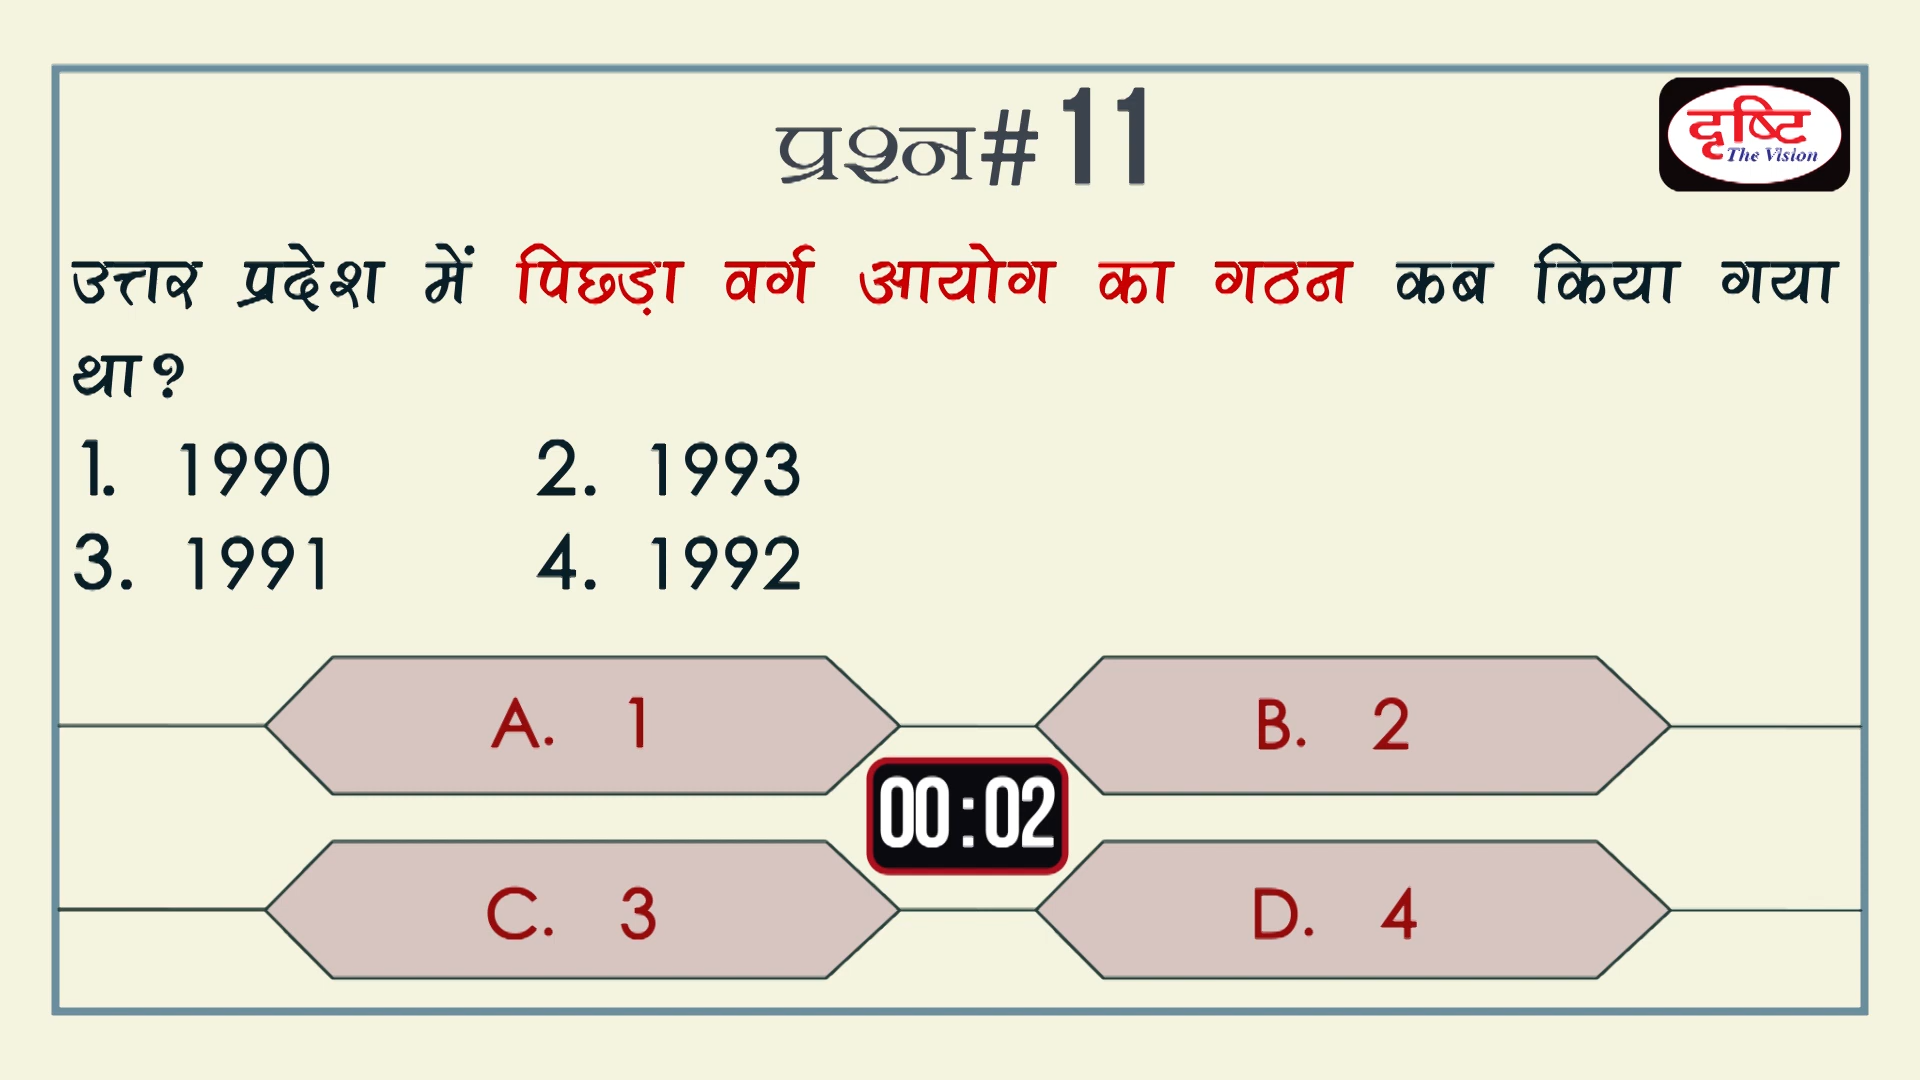 प्रश्न#11
दृष्टि
The Vision
उत्तर प्रदेश में पिछड़ा वर्ग आयोग का गठन कब किया गया
था?
1. 1990 2. 1993
3. 1991 4. 1992
A. 1 B. 2
00:02
C. 3 D. 4